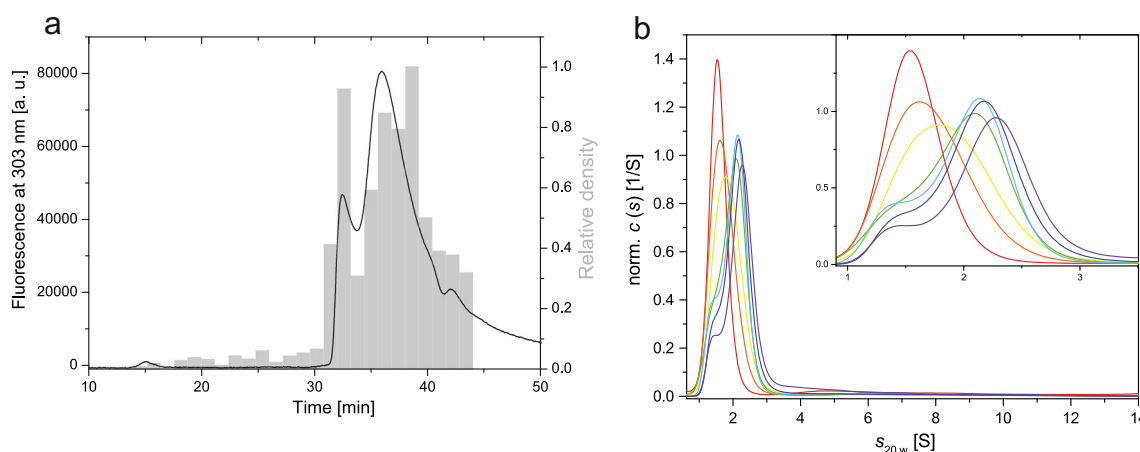 a
Fluorescence at 303 nm [a. u.]
80000
60000
40000
20000
0
1.0
0.8
0.6
0.4
0.2
0.0
Relative density
10 20 30 40 50
Time [min]
b
norm. c (s) [1/S]
1.4
1.2
1.0
0.8
0.6
0.4
0.2
0.0
1.0
0.5
0.0
1 2 3
2 4 6 8 10 12 14
s20,w [S]